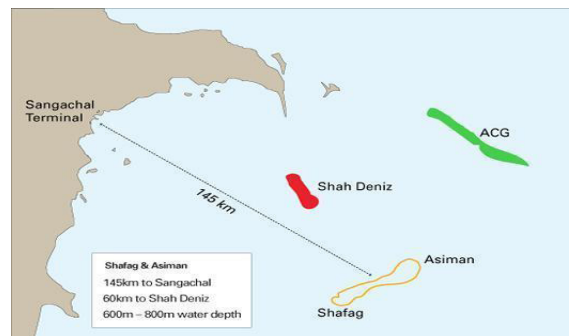 Sangachal
Terminal
ACG
Shah Deniz
145 km
Asiman
Shafag
Shafag & Asiman
145km to Sangachal
60km to Shah Deniz
600m – 800m water depth